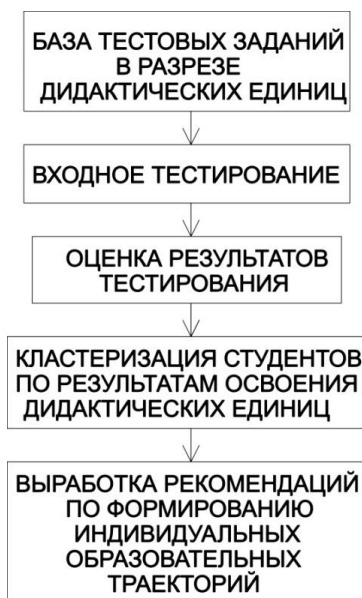 БАЗА ТЕСТОВЫХ ЗАДАНИЙ
В РАЗРЕЗЕ
ДИДАКТИЧЕСКИХ ЕДИНИЦ
ВХОДНОЕ ТЕСТИРОВАНИЕ
ОЦЕНКА РЕЗУЛЬТАТОВ
ТЕСТИРОВАНИЯ
КЛАСТЕРИЗАЦИЯ СТУДЕНТОВ
ПО РЕЗУЛЬТАТАМ ОСВОЕНИЯ
ДИДАКТИЧЕСКИХ ЕДИНИЦ
ВЫРАБОТКА РЕКОМЕНДАЦИЙ
ПО ФОРМИРОВАНИЮ
ИНДИВИДУАЛЬНЫХ
ОБРАЗОВАТЕЛЬНЫХ
ТРАЕКТОРИЙ